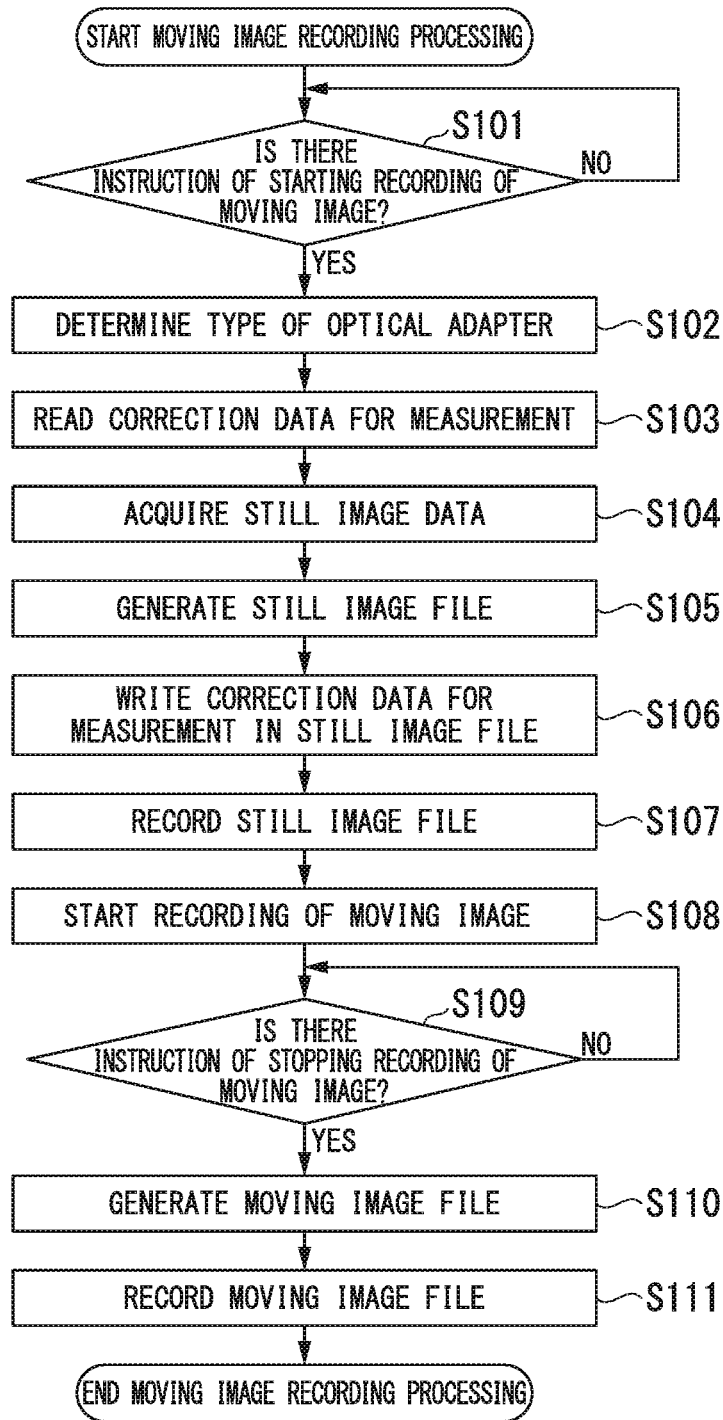 START MOVING IMAGE RECORDING PROCESSING
S101
IS THERE
INSTRUCTION OF STARTING RECORDING OF
MOVING IMAGE?
NO
YES
DETERMINE TYPE OF OPTICAL ADAPTER
S102
READ CORRECTION DATA FOR MEASUREMENT
S103
ACQUIRE STILL IMAGE DATA
S104
GENERATE STILL IMAGE FILE
S105
WRITE CORRECTION DATA FOR
MEASUREMENT IN STILL IMAGE FILE
S106
RECORD STILL IMAGE FILE
S107
START RECORDING OF MOVING IMAGE
S108
S109
IS THERE
INSTRUCTION OF STOPPING RECORDING OF
MOVING IMAGE?
NO
YES
GENERATE MOVING IMAGE FILE
S110
RECORD MOVING IMAGE FILE
S111
END MOVING IMAGE RECORDING PROCESSING